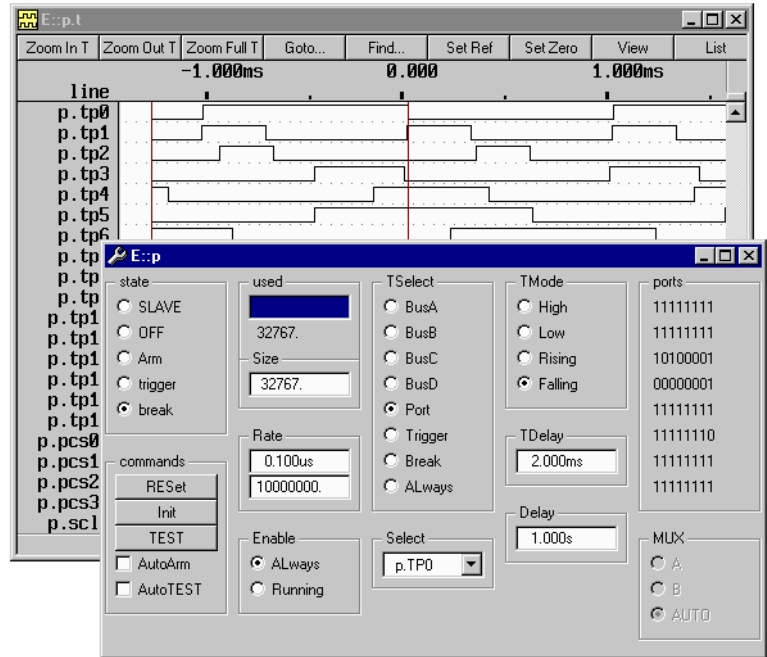 E::p.t
Zoom In T Zoom Out T Zoom Full T Goto... Find... Set Ref Set Zero View List
-1.000ms 0.000 1.000ms
line
p.tp0
p.tp1
p.tp2
p.tp3
p.tp4
p.tp5
p.tp6
p.tp
p.tp
p.tp
p.tp1
p.tp1
p.tp1
p.tp1
p.tp1
p.tp1
p.pcs0
p.pcs1
p.pcs2
p.pcs3
p.scl
E::p
state
SLAVE
OFF
Arm
trigger
break
commands
RESet
Init
TEST
AutoArm
AutoTEST
used
32767.
Size
32767.
Rate
0.100us
10000000.
Enable
ALways
Running
TSelect
BusA
BusB
BusC
BusD
Port
Trigger
Break
ALways
Select
p.TP0
TMode
High
Low
Rising
Falling
TDelay
2.000ms
Delay
1.000s
ports
11111111
11111111
10100001
00000001
11111111
11111110
11111111
11111111
MUX
A
B
AUTO